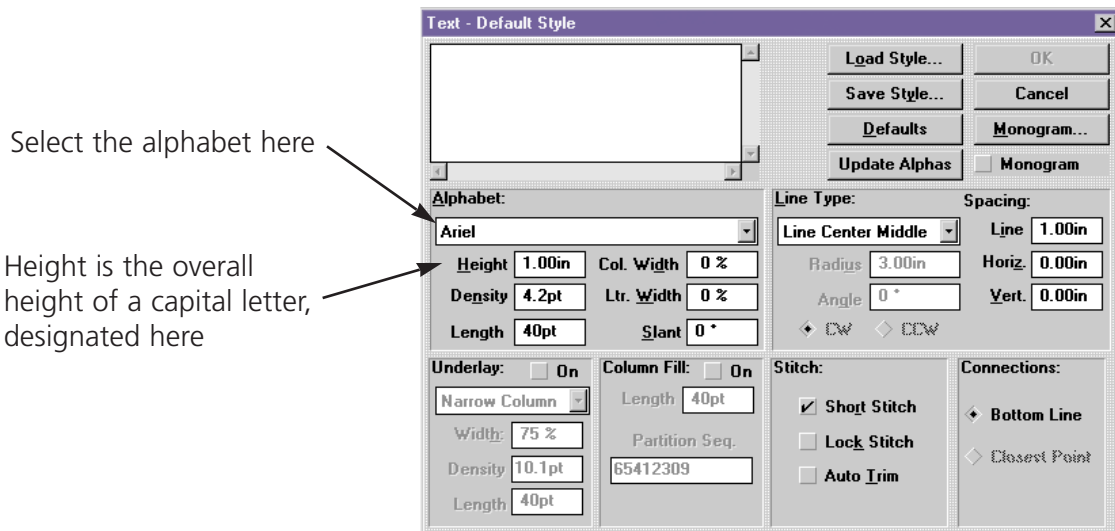 Text - Default Style
Load Style...
OK
Save Style...
Cancel
Defaults
Monogram...
Update Alphas
Monogram
Select the alphabet here
Height is the overall
height of a capital letter,
designated here
Alphabet:
Ariel
Height 1.00in Col. Width 0 %
Density 4.2pt Ltr. Width 0 %
Length 40pt Slant 0 °
Line Type:
Line Center Middle
Radius 3.00in
Angle 0 °
CW CCW
Spacing:
Line 1.00in
Horiz. 0.00in
Vert. 0.00in
Underlay: On
Narrow Column
Width: 75 %
Density 10.1pt
Length 40pt
Column Fill: On
Length 40pt
Partition Seq.
65412309
Stitch:
Short Stitch
Lock Stitch
Auto Trim
Connections:
Bottom Line
Closest Point